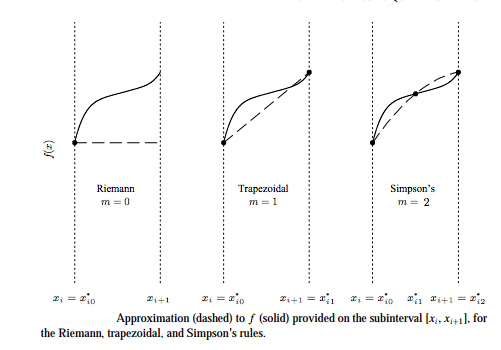 f(x)
Riemann Trapezoidal Simpson's
m = 0 m = 1 m = 2
x_i = x*_{i0} x_{i+1} x_i = x*_{i0} x_{i+1} = x*_{i1} x_i = x*_{i0} x*_{i1} x_{i+1} = x*_{i2}
Approximation (dashed) to f (solid) provided on the subinterval [x_i, x_{i+1}], for
the Riemann, trapezoidal, and Simpson's rules.